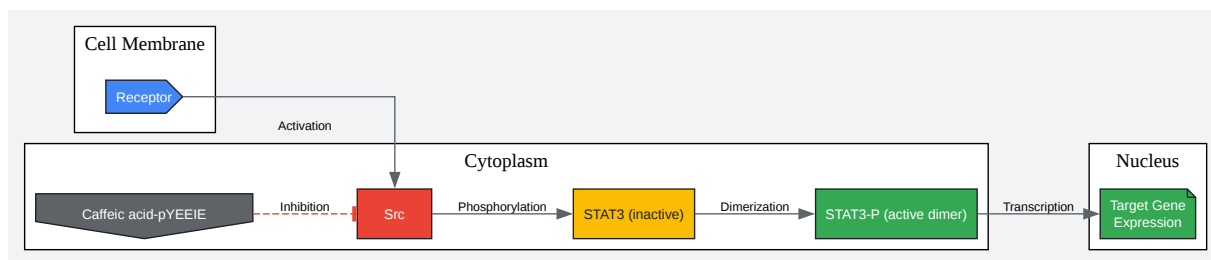 Cell Membrane
Receptor
Activation
Cytoplasm
Nucleus
Caffeic acid-pYEEIE
Inhibition
Src
Phosphorylation
STAT3 (inactive)
Dimerization
STAT3-P (active dimer)
Transcription
Target Gene
Expression